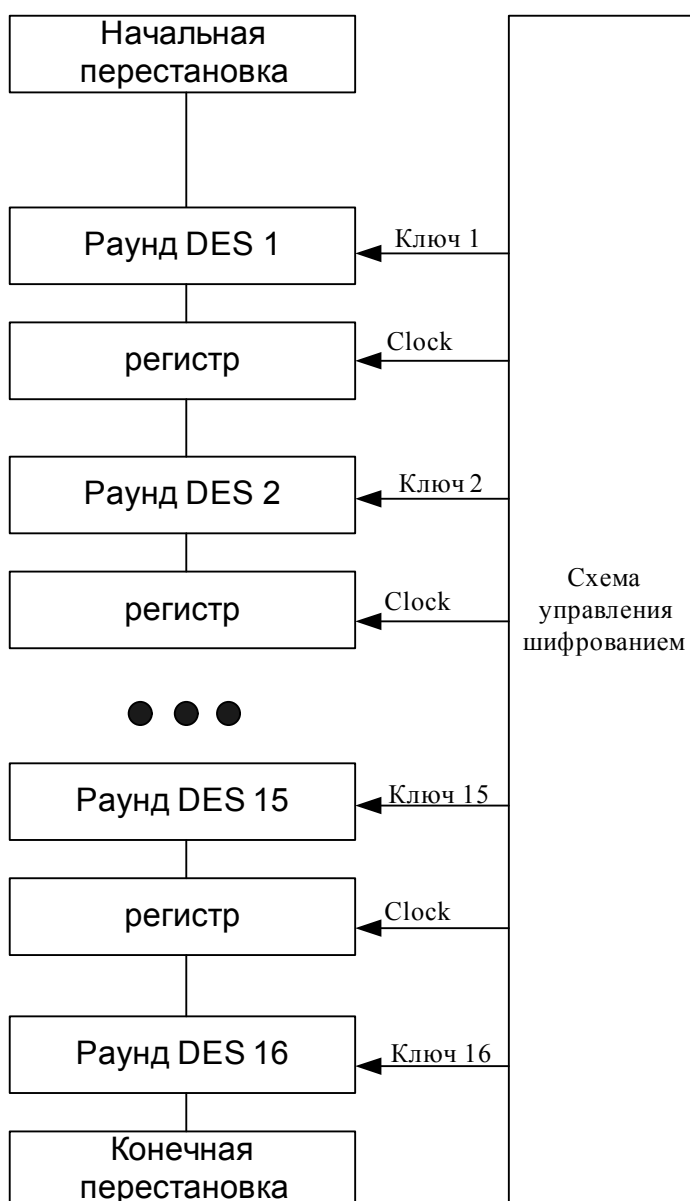 Начальная
перестановка
Раунд DES 1
Ключ 1
регистр
Clock
Раунд DES 2
Ключ 2
регистр
Clock
Схема
управления
шифрованием
Раунд DES 15
Ключ 15
регистр
Clock
Раунд DES 16
Ключ 16
Конечная
перестановка